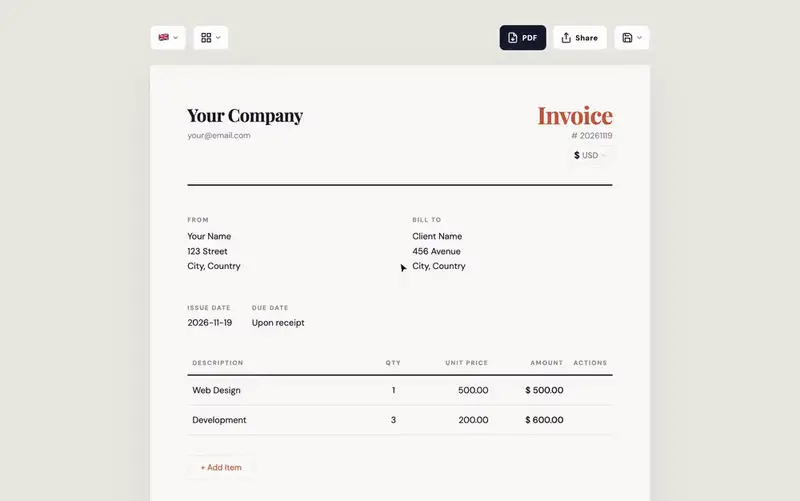 PDF
Share
Your Company
Invoice
your@email.com
# 20261119
$ USD
FROM
BILL TO
Your Name
Client Name
123 Street
456 Avenue
City, Country
City, Country
ISSUE DATE
DUE DATE
2026-11-19
Upon receipt
DESCRIPTION QTY UNIT PRICE AMOUNT ACTIONS
Web Design 1 500.00 $ 500.00
Development 3 200.00 $ 600.00
+ Add Item